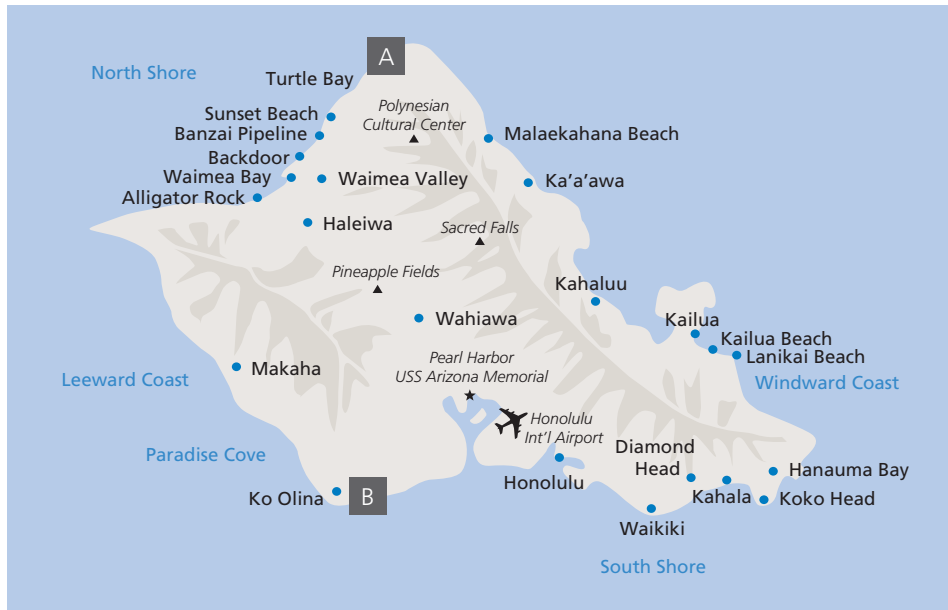 A
North Shore
Turtle Bay
Polynesian
Cultural Center
Sunset Beach
Banzai Pipeline
Malaekahana Beach
Backdoor
Waimea Bay
Waimea Valley
Ka'a'awa
Alligator Rock
Haleiwa
Sacred Falls
Pineapple Fields
Kahaluu
Wahiawa
Kailua
Kailua Beach
Lanikai Beach
Pearl Harbor
USS Arizona Memorial
Makaha
Leeward Coast
Windward Coast
Honolulu
Int'l Airport
Diamond
Head
Paradise Cove
Hanauma Bay
Honolulu
Kahala
Koko Head
Ko Olina
B
Waikiki
South Shore